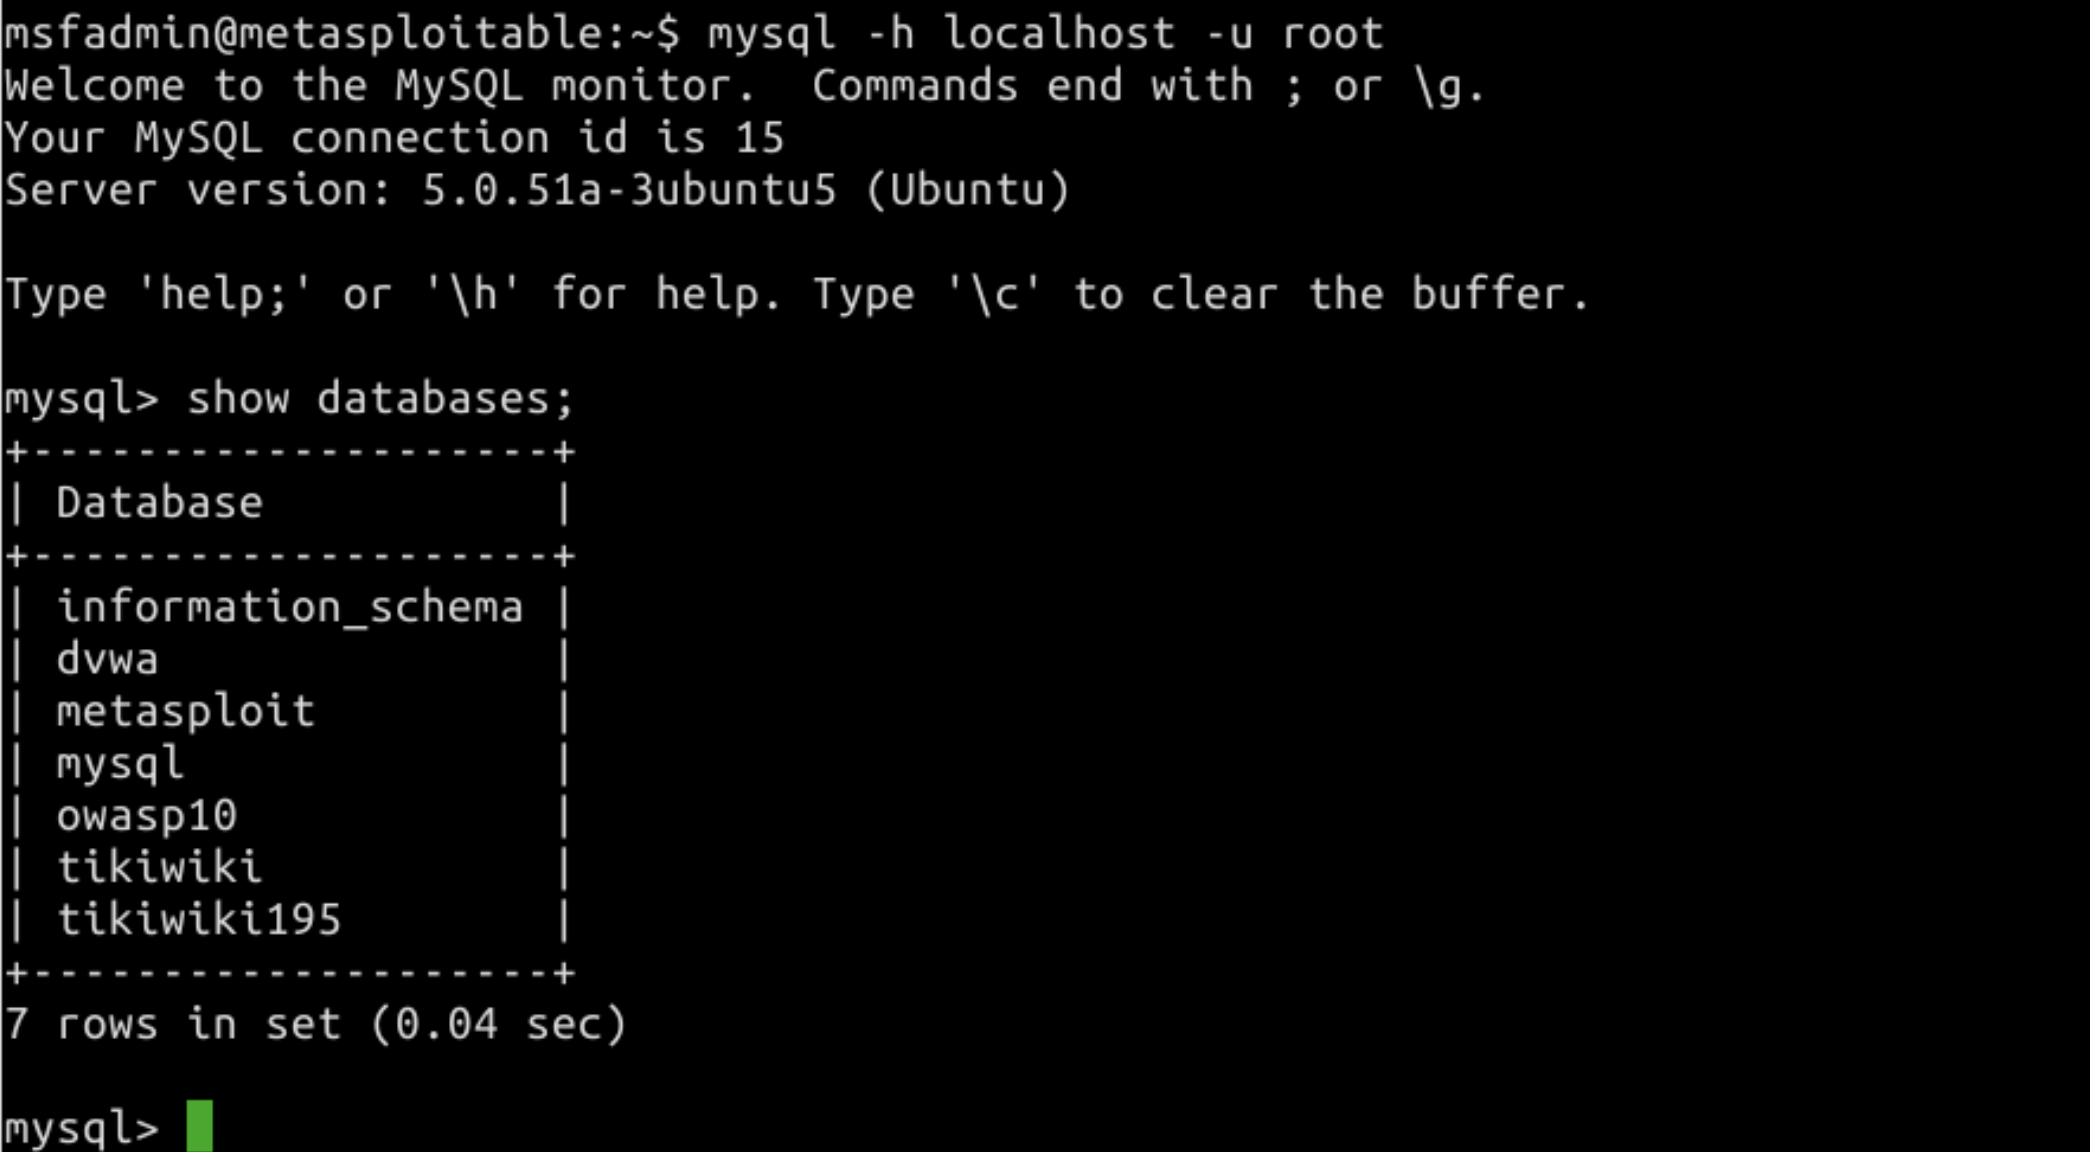 msfadmin@metasploitable:~$ mysql -h localhost -u root
Welcome to the MySQL monitor.  Commands end with ; or \g.
Your MySQL connection id is 15
Server version: 5.0.51a-3ubuntu5 (Ubuntu)

Type 'help;' or '\h' for help. Type '\c' to clear the buffer.

mysql> show databases;
+--------------------+
| Database           |
+--------------------+
| information_schema |
| dvwa               |
| metasploit         |
| mysql              |
| owasp10            |
| tikiwiki           |
| tikiwiki195        |
+--------------------+
7 rows in set (0.04 sec)

mysql>